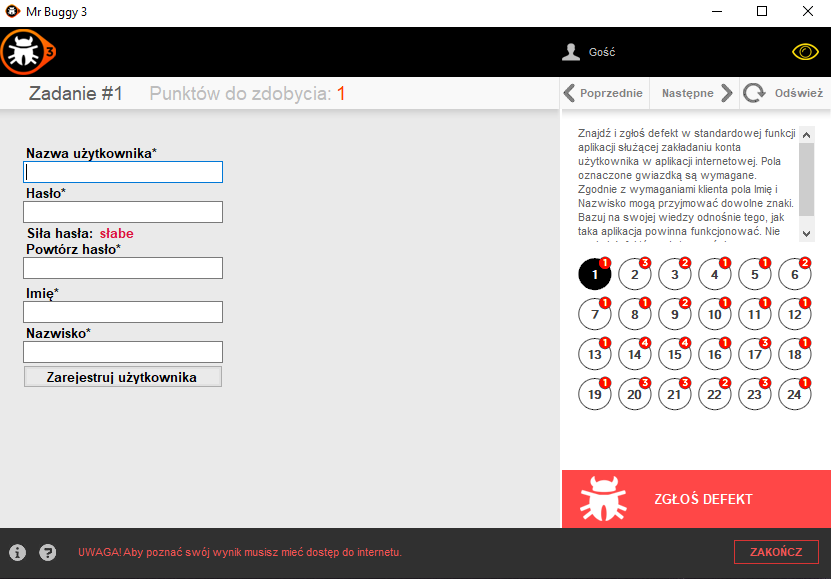 Mr Buggy 3
3
Gość
Zadanie #1
Punktów do zdobycia: 1
Poprzednie
Następne
Odśwież
Nazwa użytkownika*
Hasło*
Siła hasła: słabe
Powtórz hasło*
Imię*
Nazwisko*
Zarejestruj użytkownika
Znajdź i zgłoś defekt w standardowej funkcji
aplikacji służącej zakładaniu konta
użytkownika w aplikacji internetowej. Pola
oznaczone gwiazdką są wymagane.
Zgodnie z wymaganiami klienta pola Imię i
Nazwisko mogą przyjmować dowolne znaki.
Bazuj na swojej wiedzy odnośnie tego, jak
taka aplikacja powinna funkcjonować. Nie
1 1 2 3 3 2 4 1 5 1 6 2
7 1 8 1 9 2 10 1 11 1 12 1
13 1 14 4 15 4 16 1 17 3 18 1
19 1 20 3 21 3 22 2 23 3 24 1
ZGŁOŚ DEFEKT
UWAGA! Aby poznać swój wynik musisz mieć dostęp do internetu.
ZAKOŃCZ